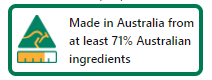 Made in Australia from
at least 71% Australian
ingredients